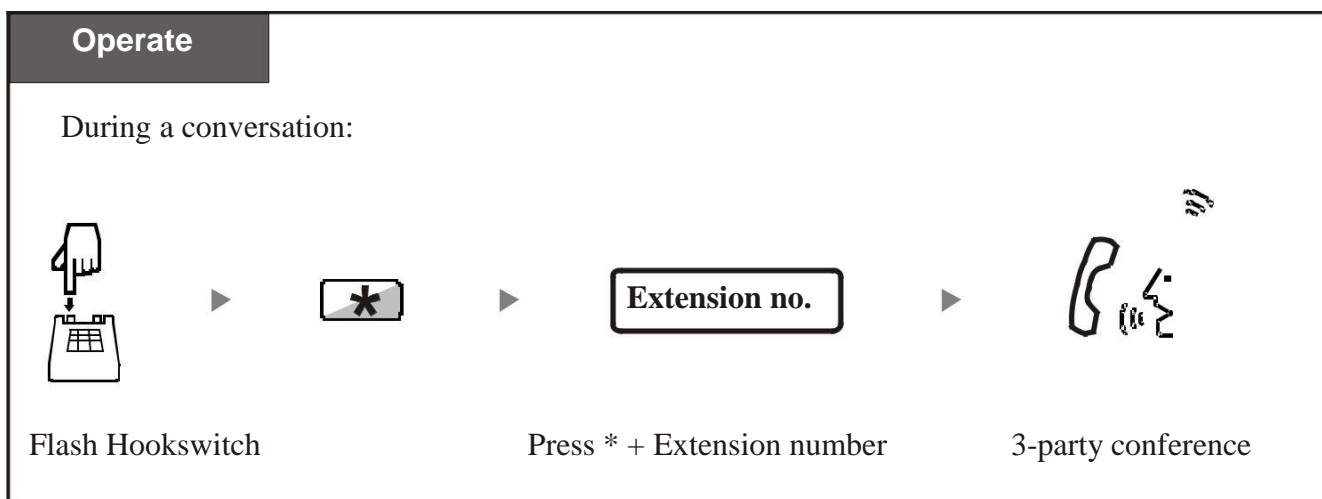 Operate
During a conversation:
*
Extension no.
Flash Hookswitch
Press * + Extension number
3-party conference